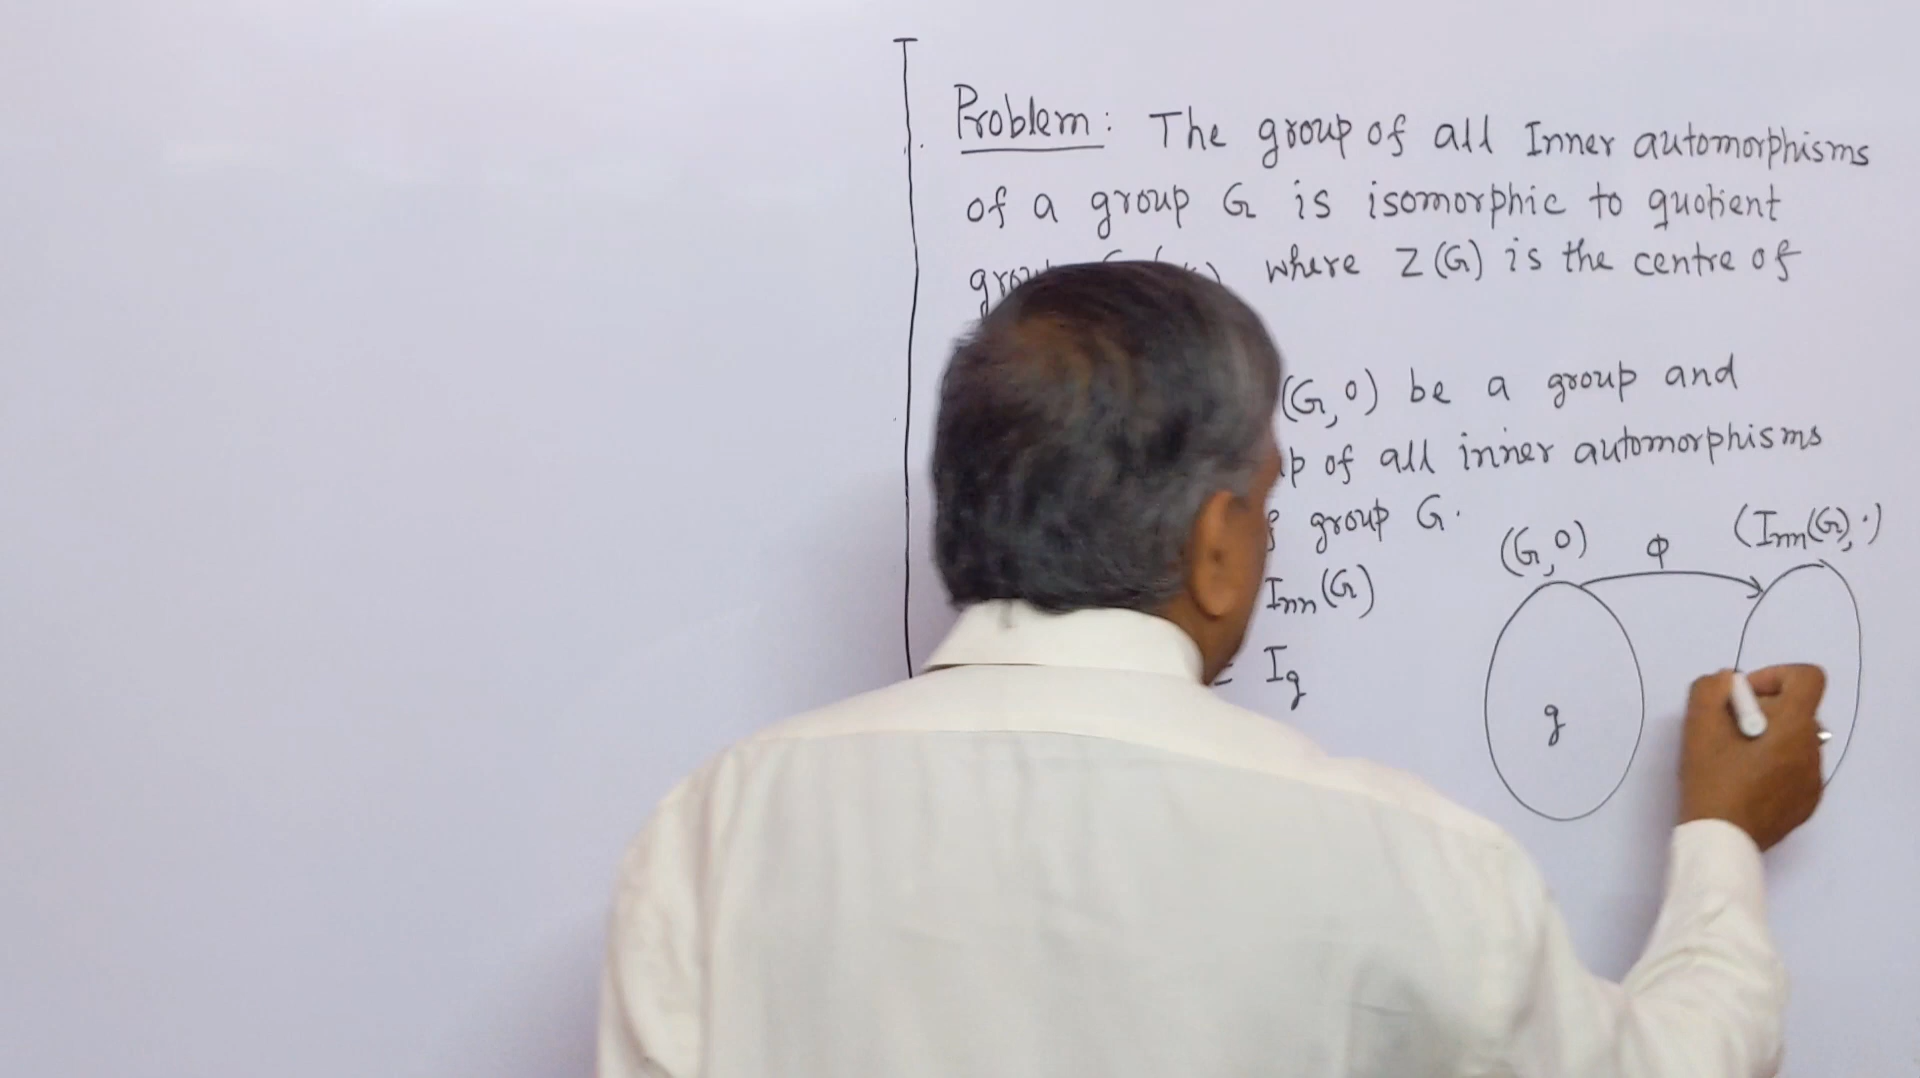 Problem: The group of all Inner automorphisms
of a group G is isomorphic to quotient
where Z(G) is the centre of
(G, o) be a group and
of all inner automorphisms
group G.
(G, o) φ (Inn(G), ·)
Inn(G)
= Ig
g